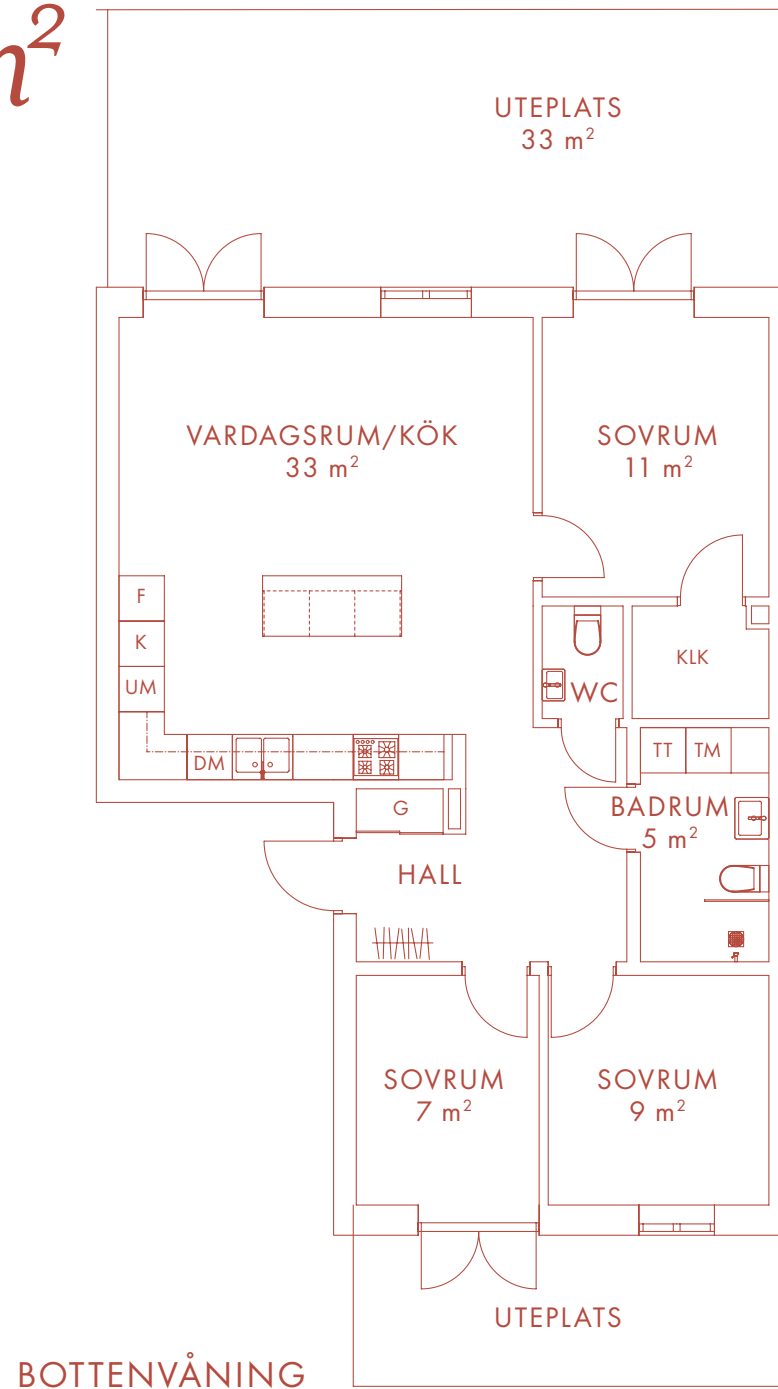 m²
UTEPLATS
33 m²
VARDAGSRUM/KÖK
33 m²
SOVRUM
11 m²
F
K
UM
KLK
WC
DM
TT TM
G
BADRUM
5 m²
HALL
SOVRUM
7 m²
SOVRUM
9 m²
UTEPLATS
BOTTENVÅNING